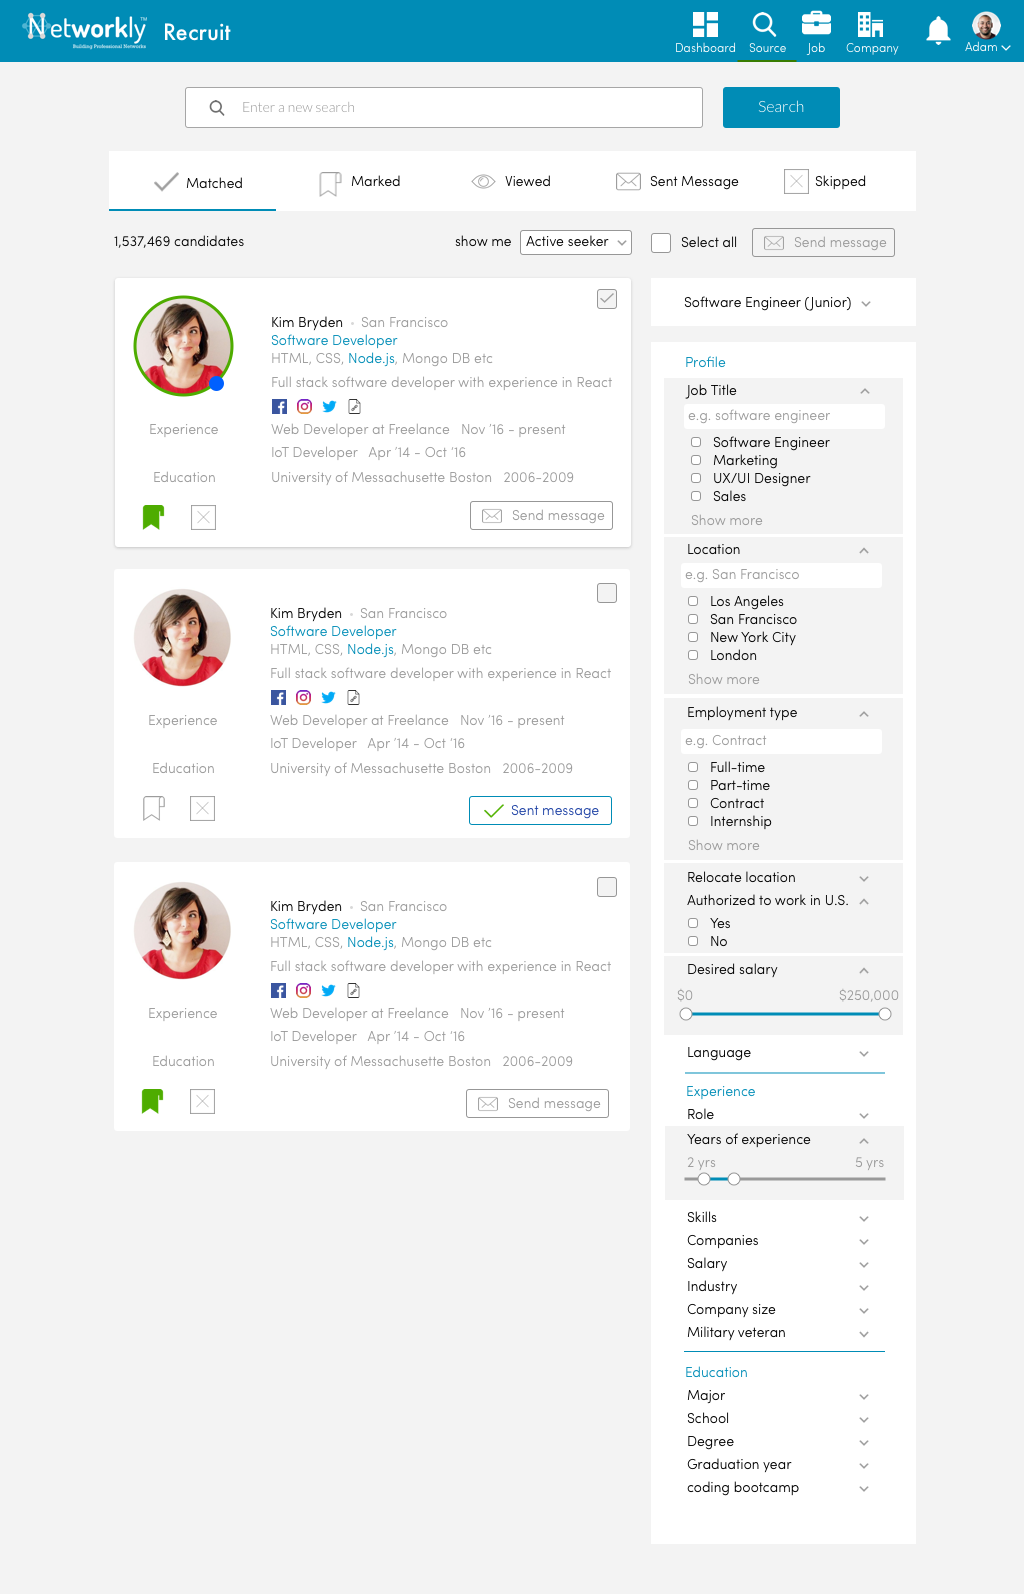 Networkly™ Recruit
Building Professional Networks
Dashboard Source Job Company Adam
Enter a new search Search
Matched Marked Viewed Sent Message Skipped
1,537,469 candidates show me Active seeker Select all Send message
Kim Bryden • San Francisco
Software Developer
HTML, CSS, Node.js, Mongo DB etc
Full stack software developer with experience in React
Experience Web Developer at Freelance Nov '16 - present
IoT Developer Apr '14 - Oct '16
Education University of Messachusette Boston 2006-2009
Send message
Kim Bryden • San Francisco
Software Developer
HTML, CSS, Node.js, Mongo DB etc
Full stack software developer with experience in React
Experience Web Developer at Freelance Nov '16 - present
IoT Developer Apr '14 - Oct '16
Education University of Messachusette Boston 2006-2009
Sent message
Kim Bryden • San Francisco
Software Developer
HTML, CSS, Node.js, Mongo DB etc
Full stack software developer with experience in React
Experience Web Developer at Freelance Nov '16 - present
IoT Developer Apr '14 - Oct '16
Education University of Messachusette Boston 2006-2009
Send message
Software Engineer (Junior)
Profile
Job Title
e.g. software engineer
Software Engineer
Marketing
UX/UI Designer
Sales
Show more
Location
e.g. San Francisco
Los Angeles
San Francisco
New York City
London
Show more
Employment type
e.g. Contract
Full-time
Part-time
Contract
Internship
Show more
Relocate location
Authorized to work in U.S.
Yes
No
Desired salary
$0 $250,000
Language
Experience
Role
Years of experience
2 yrs 5 yrs
Skills
Companies
Salary
Industry
Company size
Military veteran
Education
Major
School
Degree
Graduation year
coding bootcamp